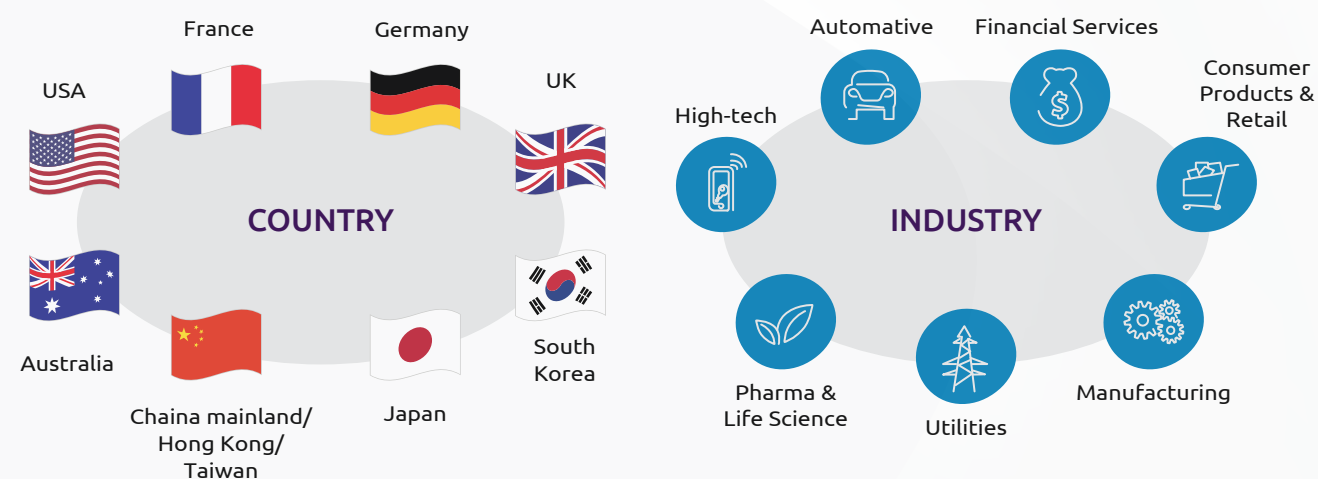 France
Germany
USA
UK
COUNTRY
Australia
South
Korea
Chaina mainland/
Hong Kong/
Taiwan
Japan
Automative
Financial Services
Consumer
Products &
Retail
High-tech
$
INDUSTRY
Pharma &
Life Science
Utilities
Manufacturing